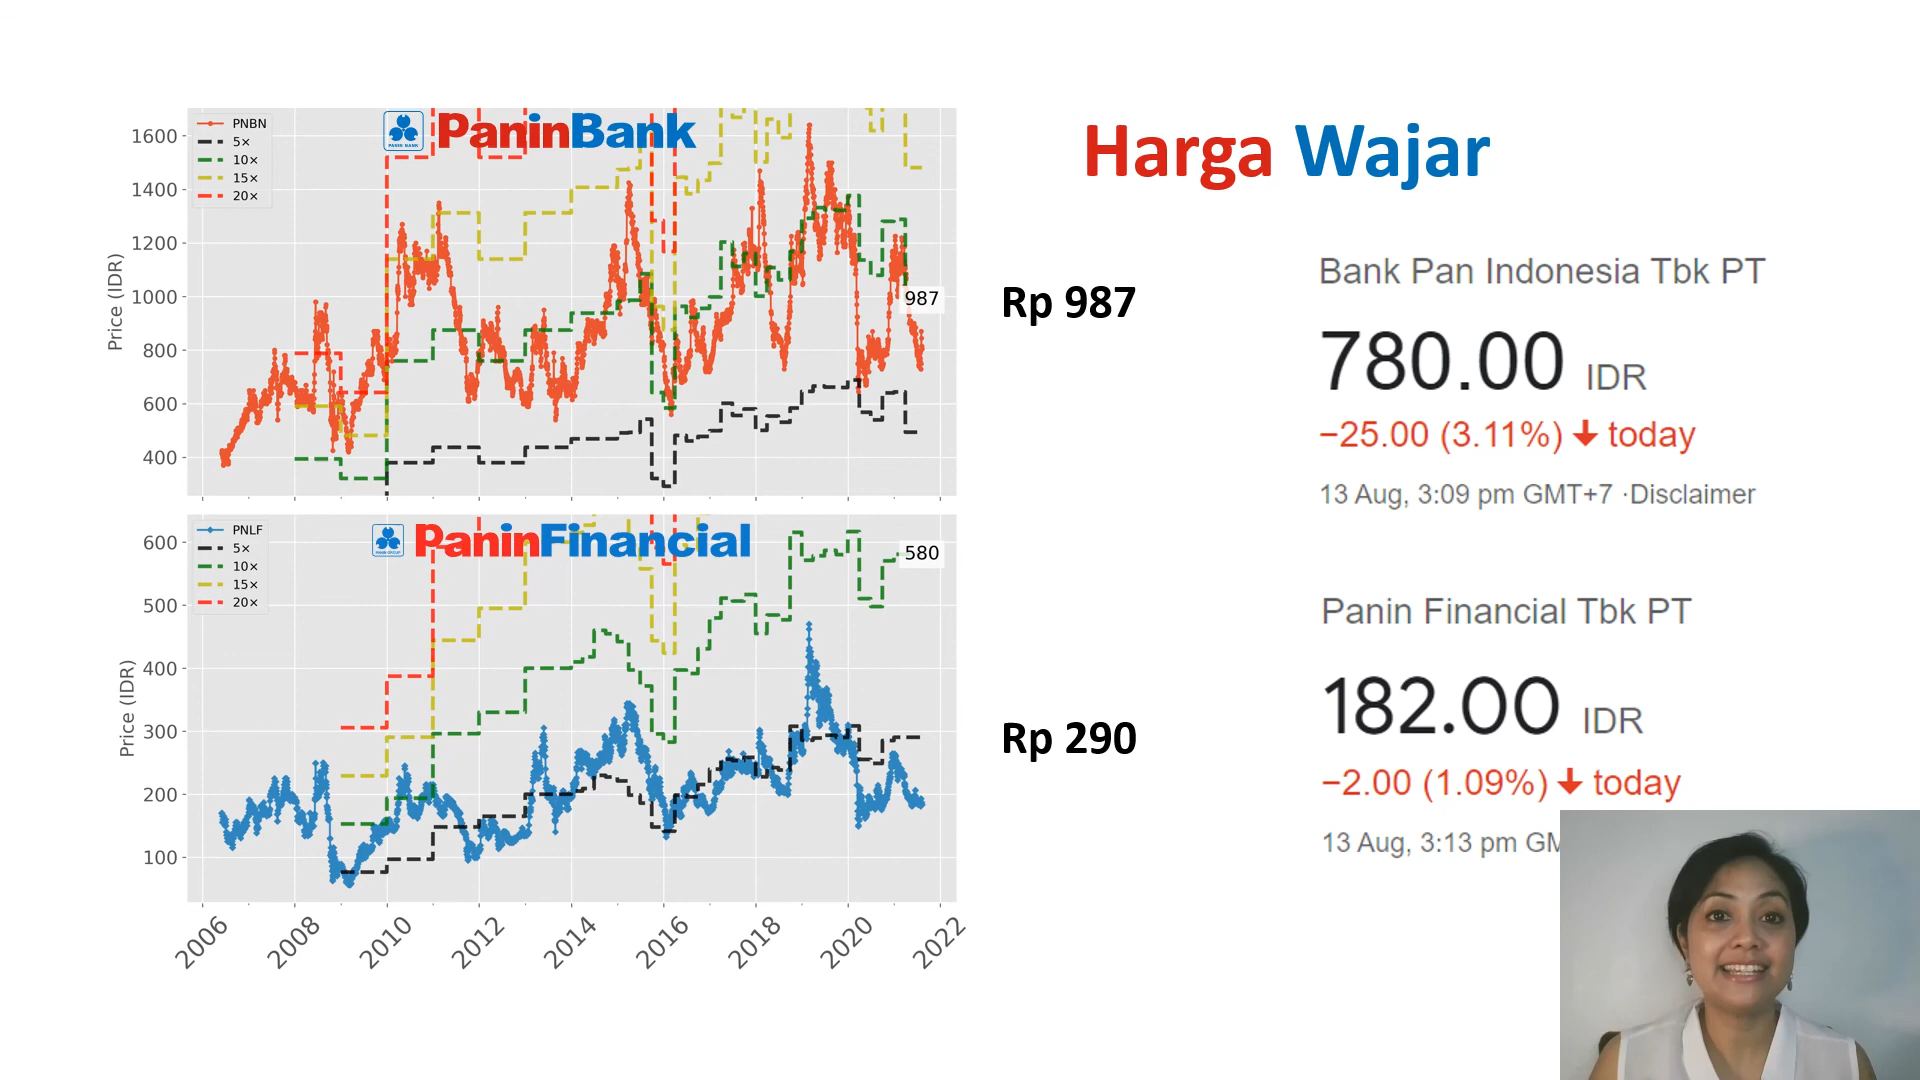 PaninBank
PANIN BANK
PNBN
5×
10×
15×
20×
Price (IDR)
1600
1400
1200
1000
800
600
400
987
PaninFinancial
PNLF
5×
10×
15×
20×
Price (IDR)
600
500
400
300
200
100
580
2006
2008
2010
2012
2014
2016
2018
2020
2022
Harga Wajar
Rp 987
Bank Pan Indonesia Tbk PT
780.00 IDR
−25.00 (3.11%) ↓ today
13 Aug, 3:09 pm GMT+7 ·Disclaimer
Rp 290
Panin Financial Tbk PT
182.00 IDR
−2.00 (1.09%) ↓ today
13 Aug, 3:13 pm GM